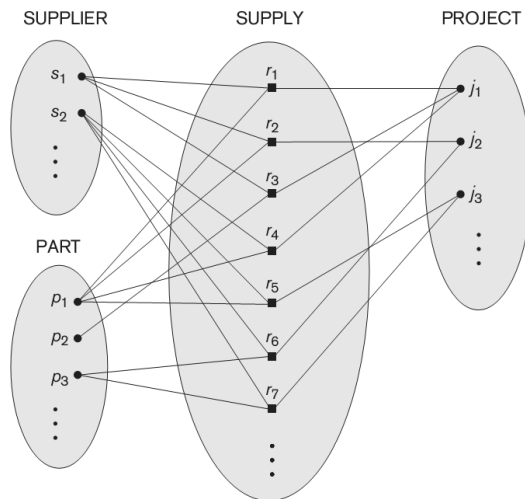 SUPPLIER
SUPPLY
PROJECT
s1
s2
PART
p1
p2
p3
r1
r2
r3
r4
r5
r6
r7
j1
j2
j3